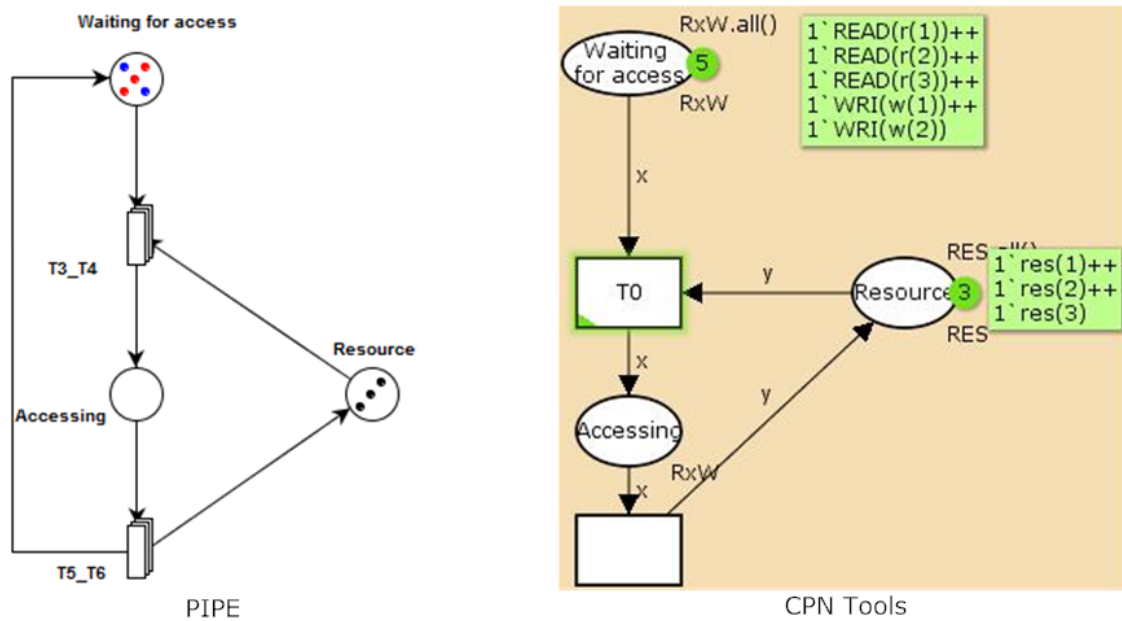 Waiting for access
T3_T4
Resource
Accessing
T5_T6
PIPE
RxW.all()
Waiting
for access
5
RxW
1`READ(r(1))++
1`READ(r(2))++
1`READ(r(3))++
1`WRI(w(1))++
1`WRI(w(2))
x
T0
y
Resource
3
RES
1`res(1)++
1`res(2)++
1`res(3)
RES
x
y
Accessing
RxW
x
CPN Tools